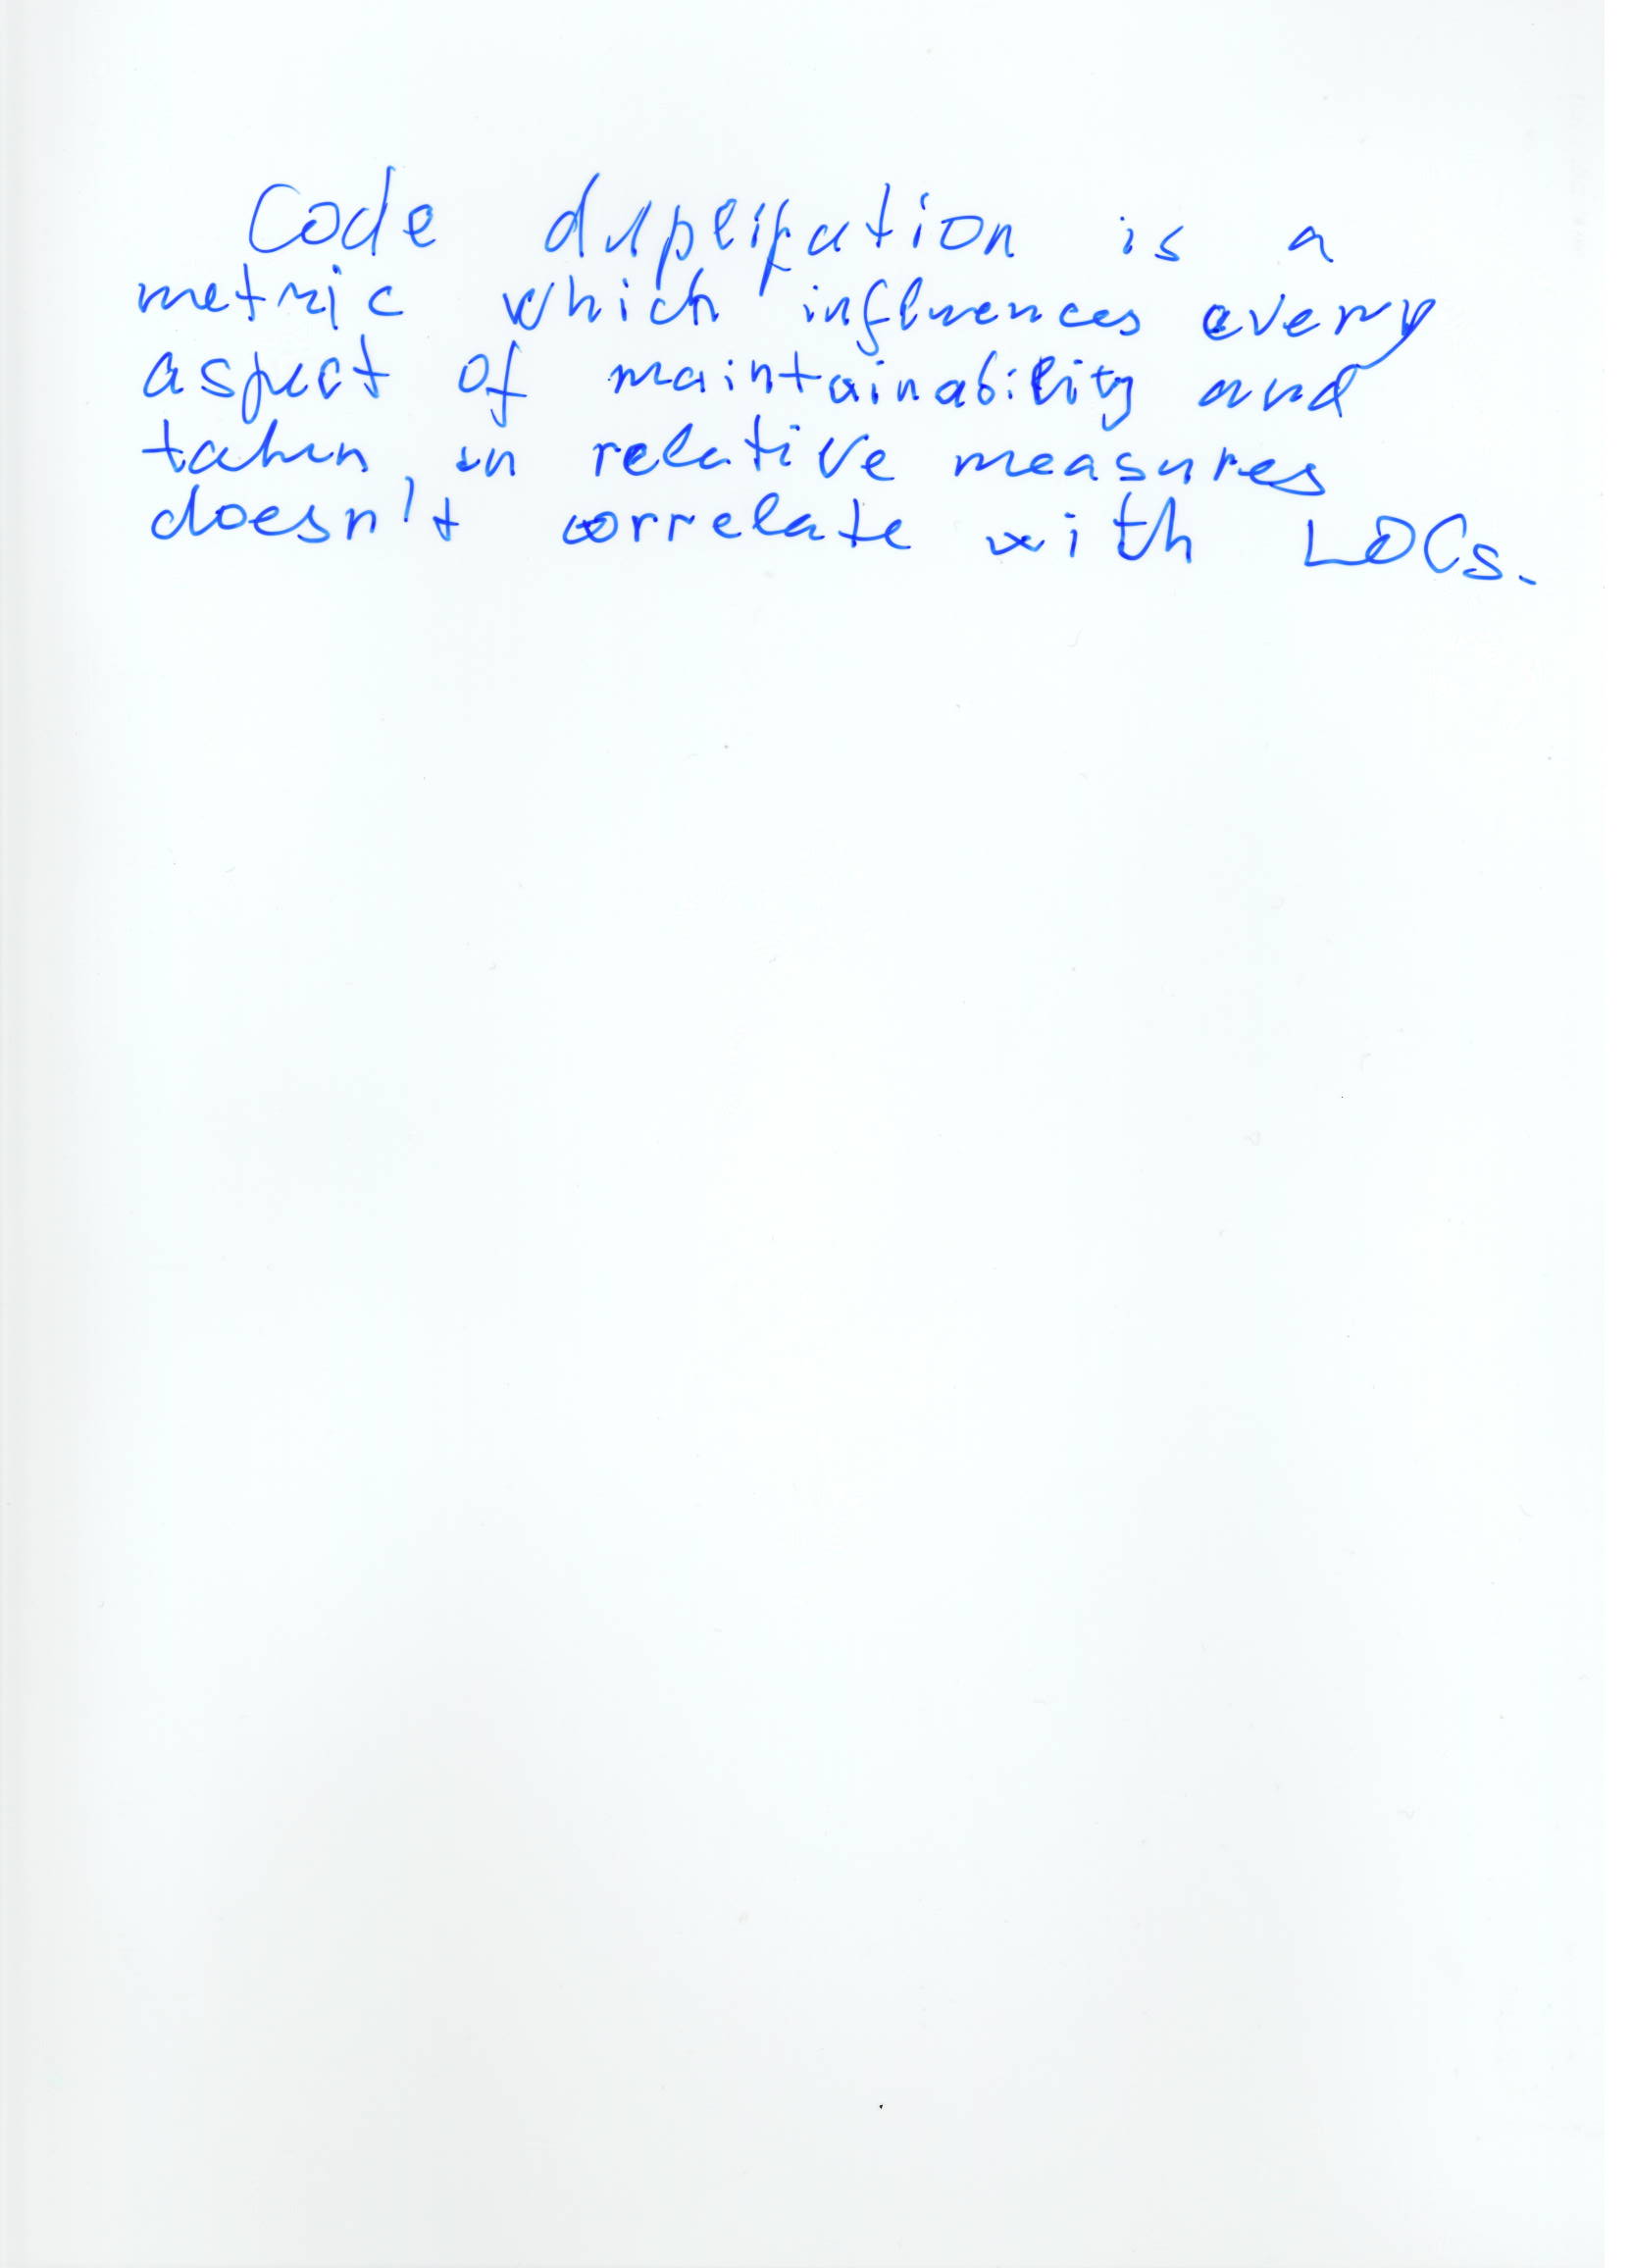 Code duplication is a
metric which influences every
aspect of maintainability and
taken in relative measures
doesn't correlate with LOCs.